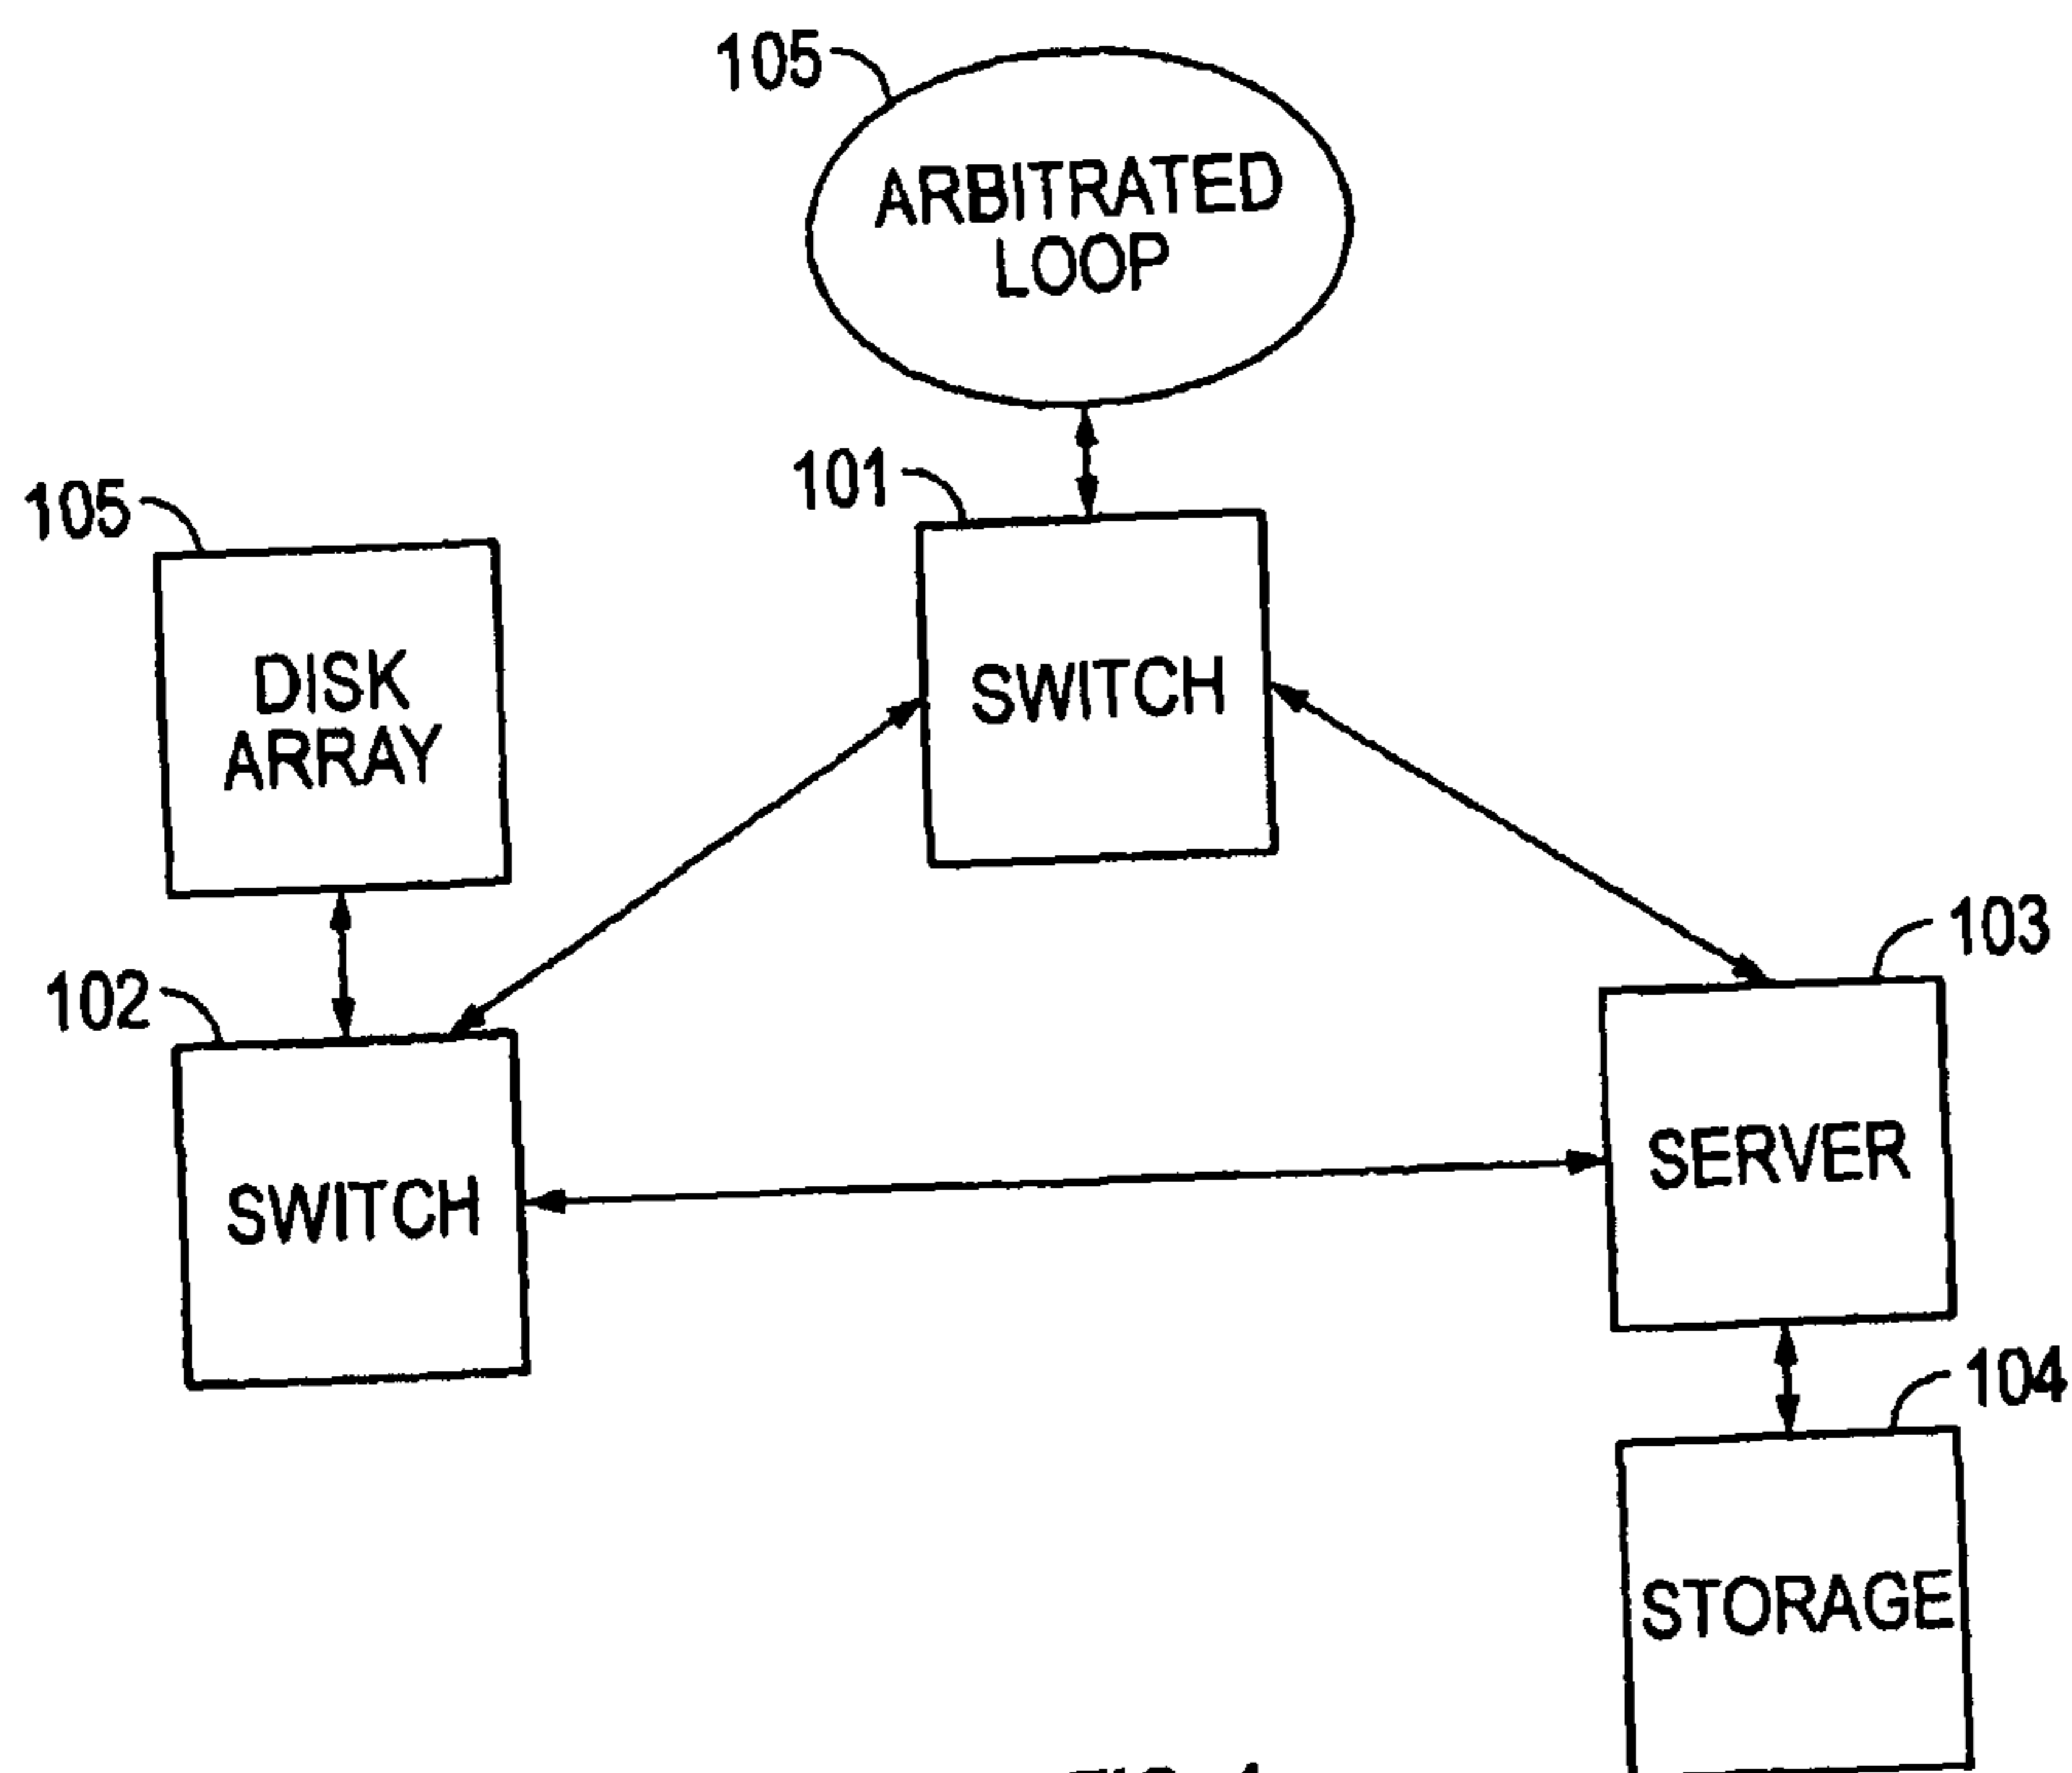 105
ARBITRATED
LOOP
101
105
SWITCH
DISK
ARRAY
103
102
SERVER
SWITCH
104
STORAGE